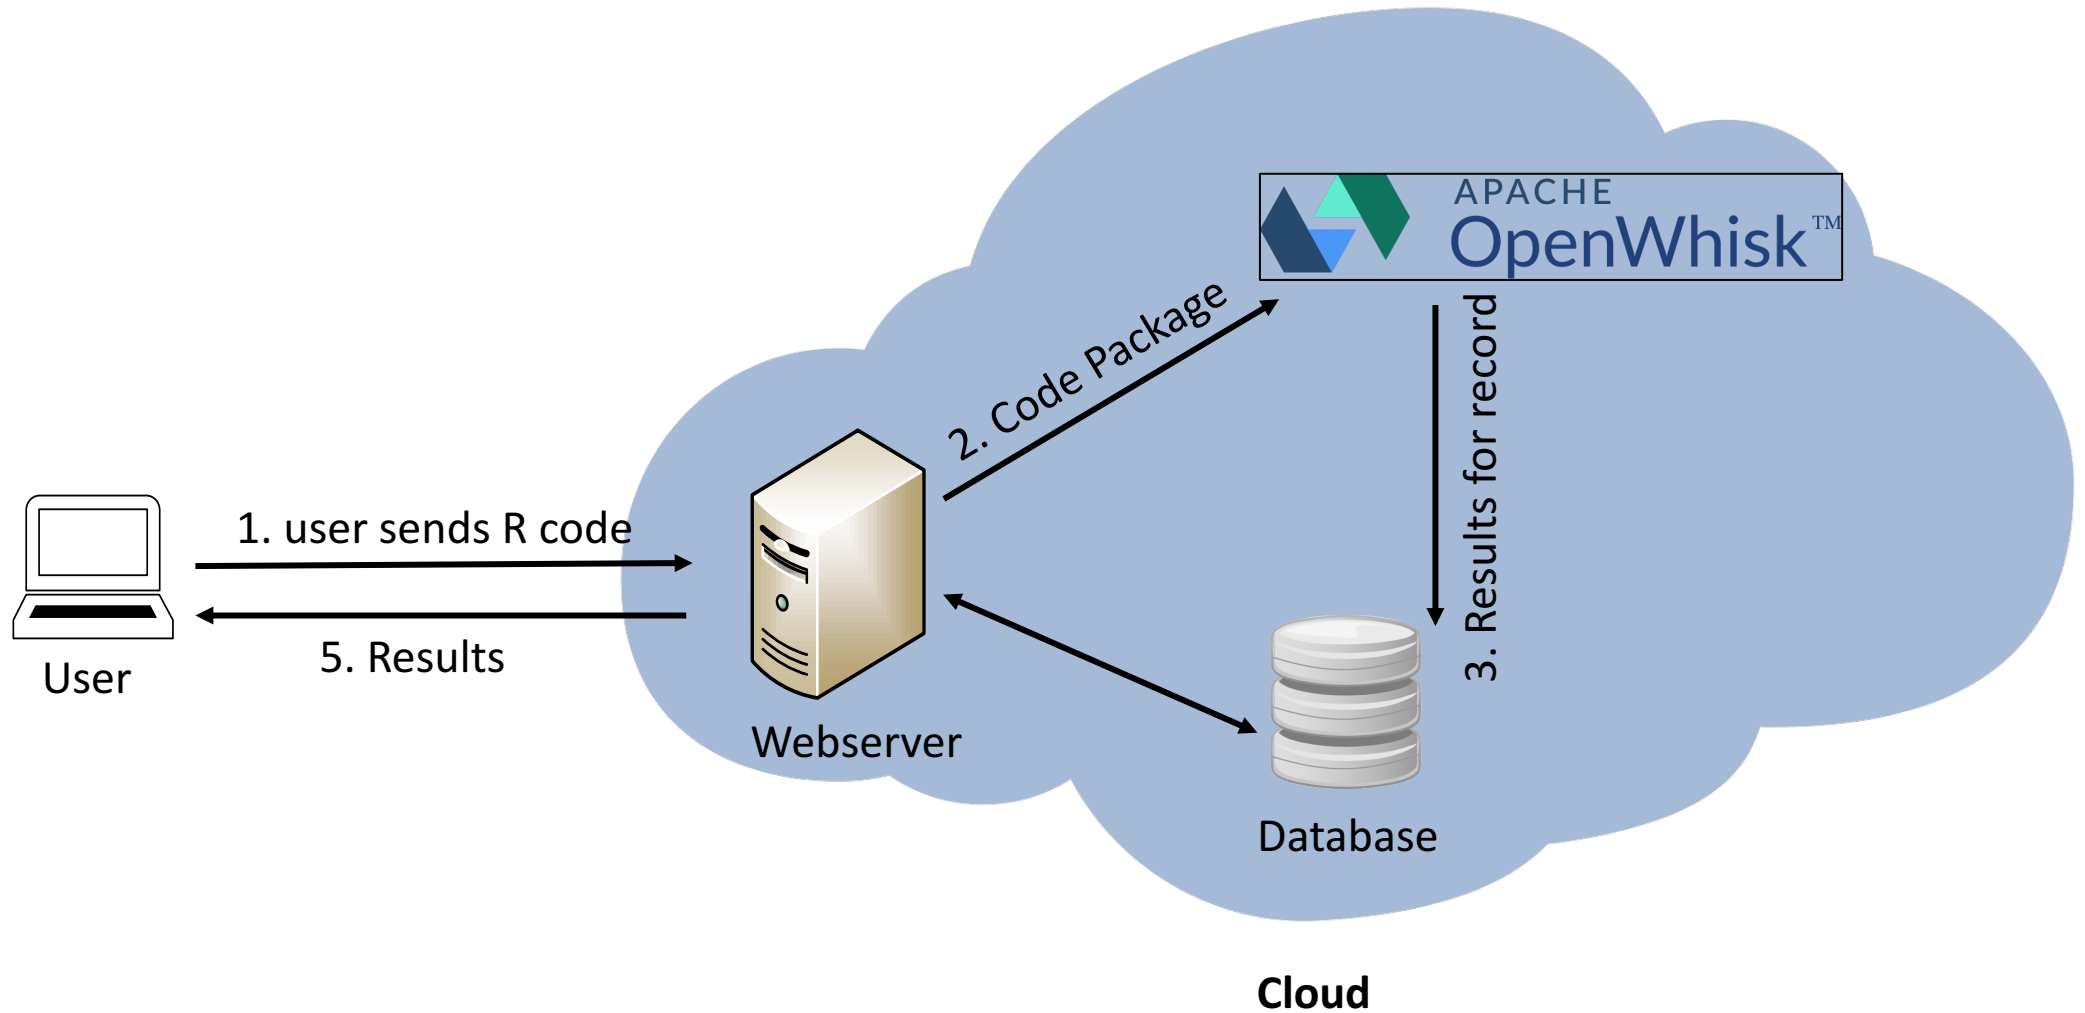 APACHE
OpenWhisk™
2. Code Package
3. Results for record
1. user sends R code
5. Results
User
Webserver
Database
Cloud